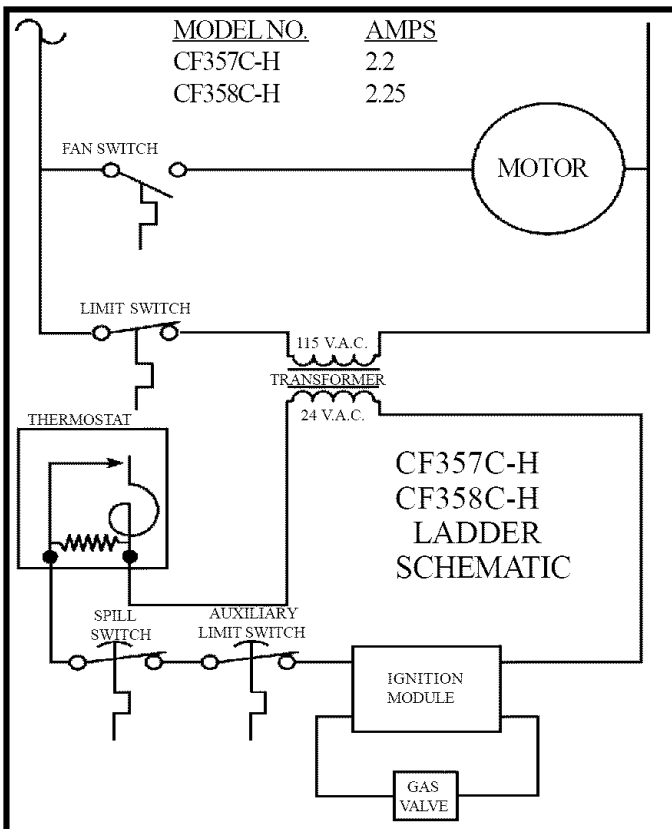 MODEL NO. AMPS
CF357C-H 2.2
CF358C-H 2.25
FAN SWITCH
MOTOR
LIMIT SWITCH
115 V.A.C.
TRANSFORMER
24 V.A.C.
THERMOSTAT
CF357C-H
CF358C-H
LADDER
SCHEMATIC
SPILL
SWITCH
AUXILIARY
LIMIT SWITCH
IGNITION
MODULE
GAS
VALVE